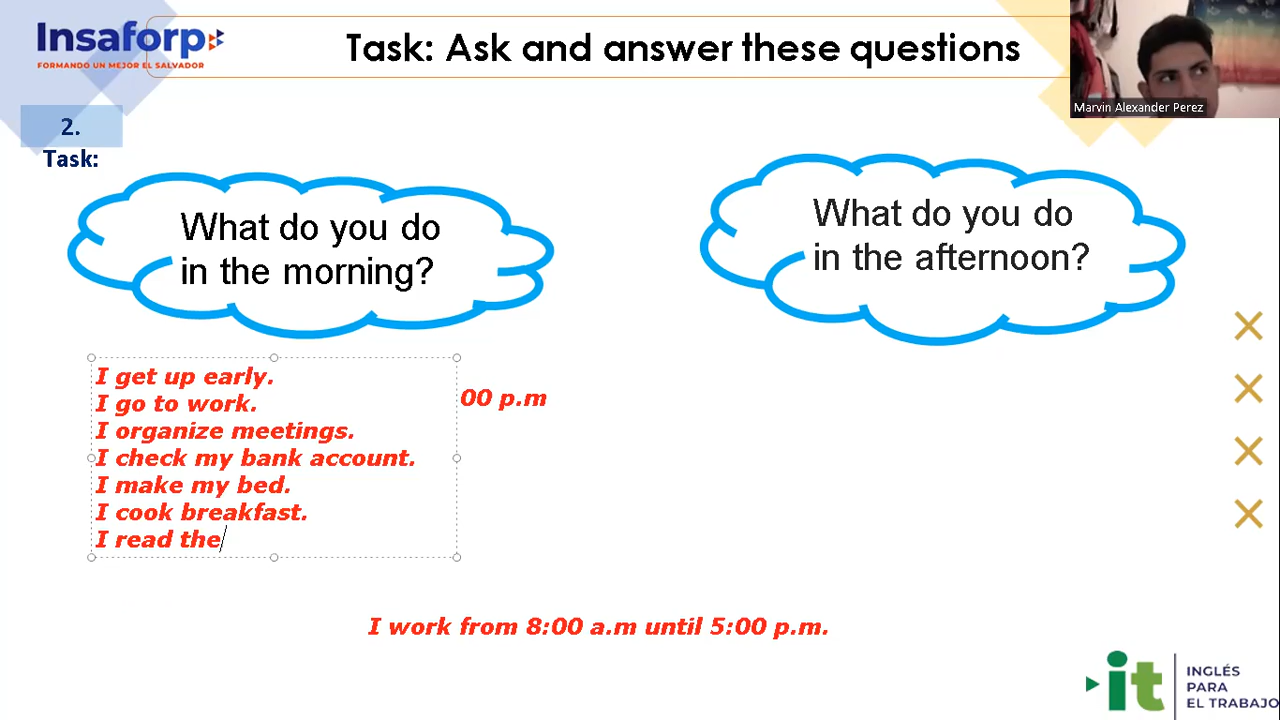 Insaforp
FORMANDO UN MEJOR EL SALVADOR
Task: Ask and answer these questions
Marvin Alexander Perez
2.
Task:
What do you do
in the morning?
What do you do
in the afternoon?
I get up early.
I go to work.
I organize meetings.
I check my bank account.
I make my bed.
I cook breakfast.
I read the
00 p.m
I work from 8:00 a.m until 5:00 p.m.
it
INGLÉS
PARA
EL TRABAJO